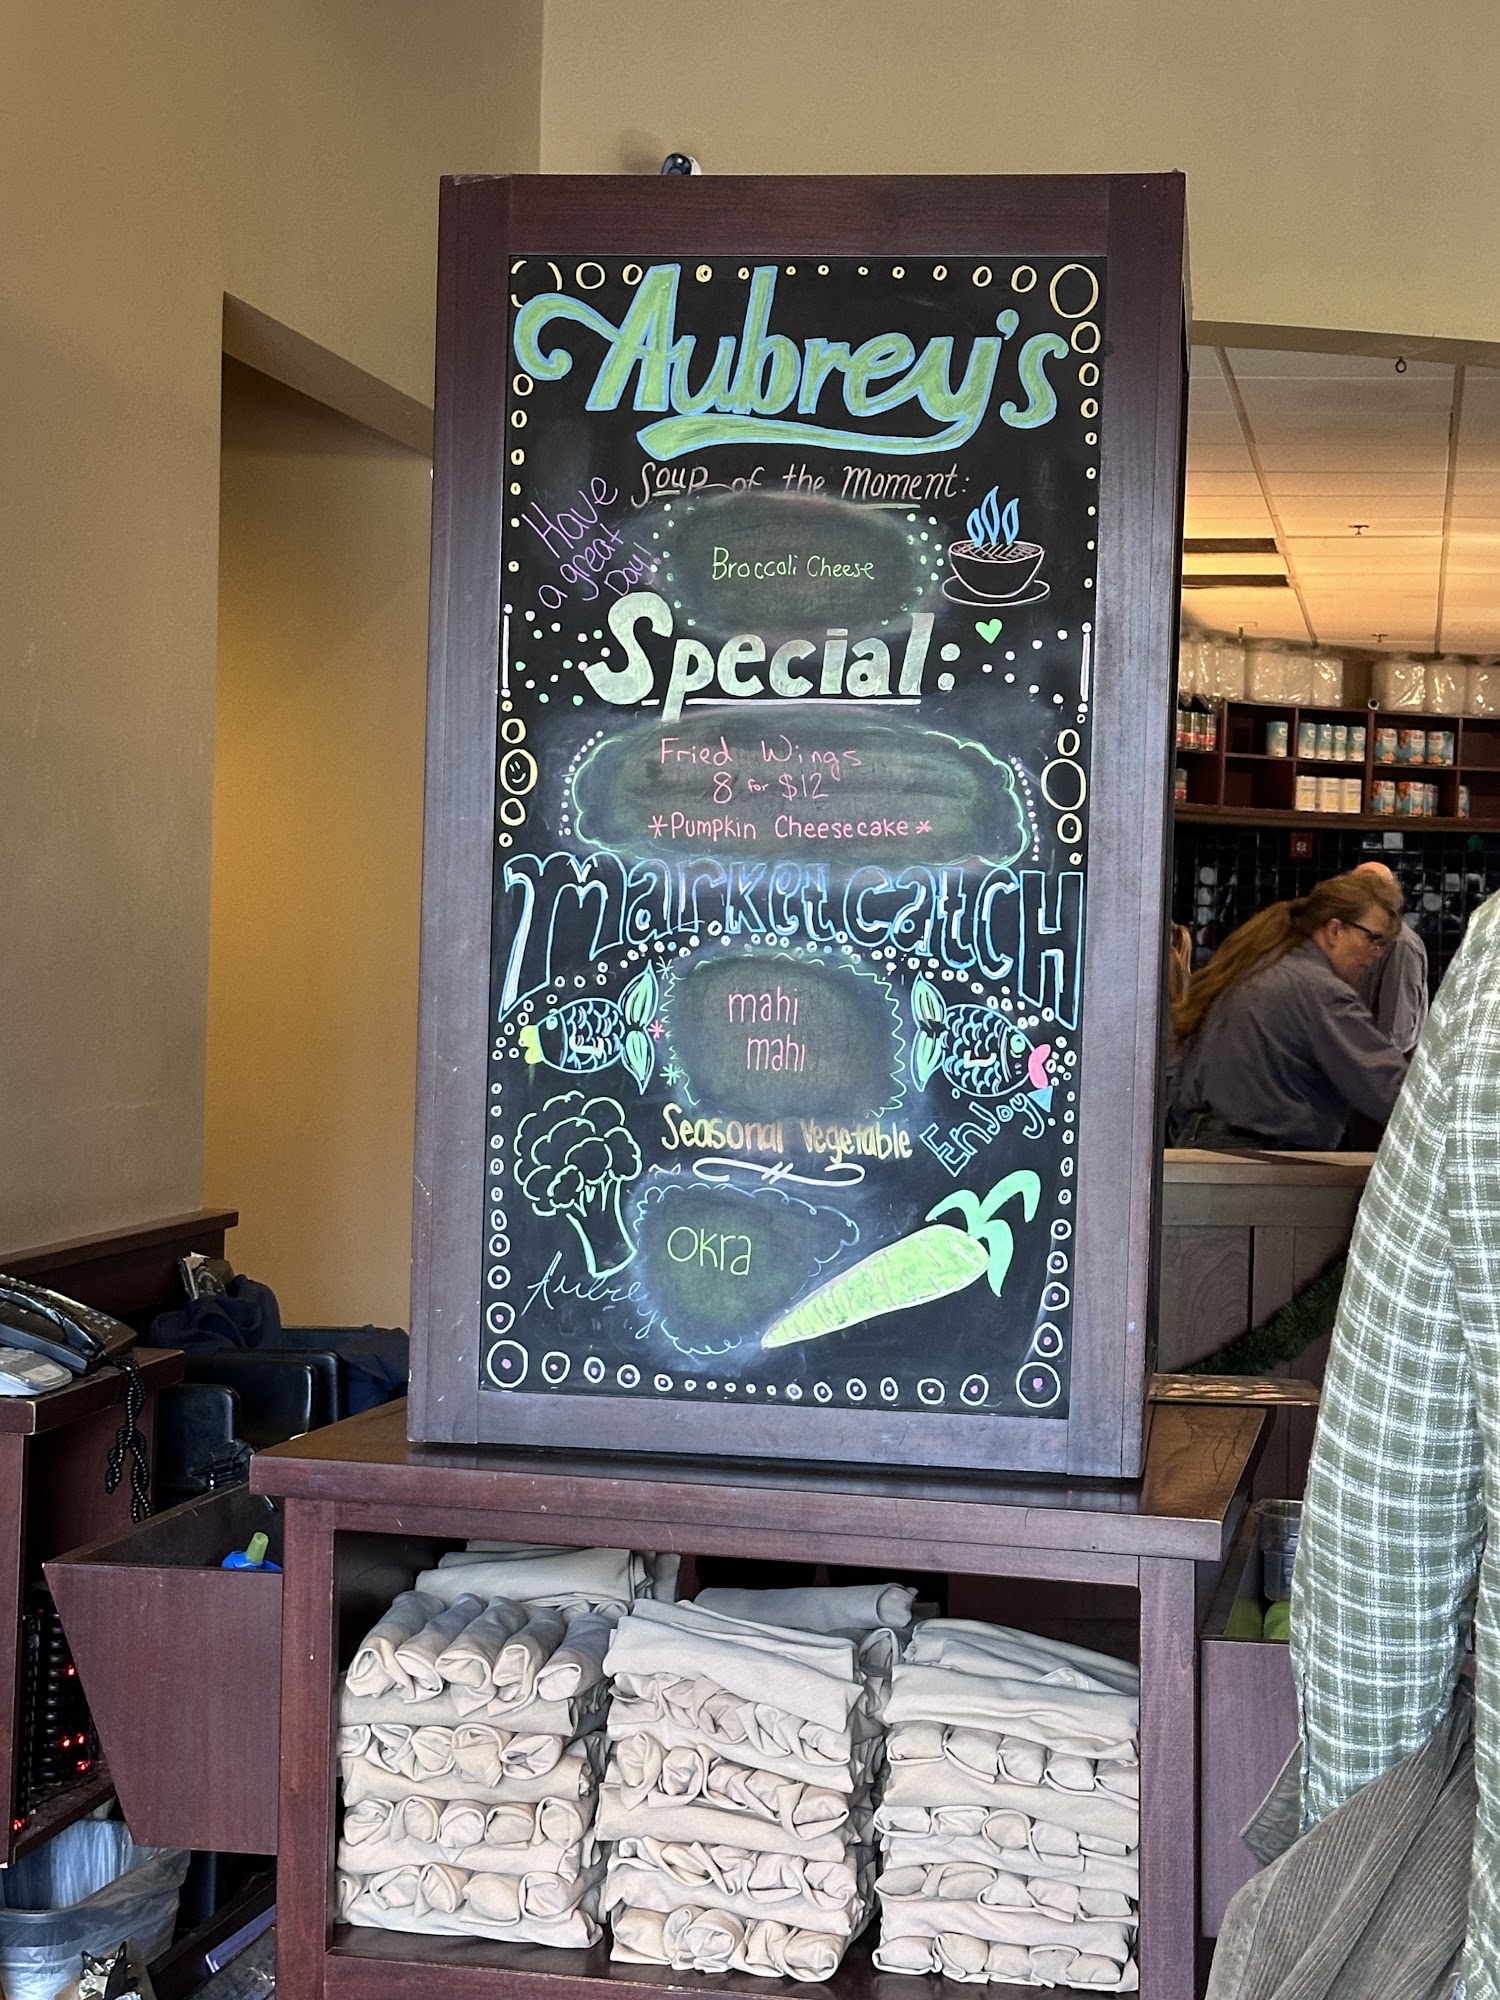 Aubrey's
Soup of the Moment:
Have
a great
Day!
Broccoli Cheese
Special:
Fried Wings
8 for $12
*Pumpkin Cheesecake*
Market CatcH
mahi
mahi
Enjoy
Seasonal Vegetable
Okra
Aubrey